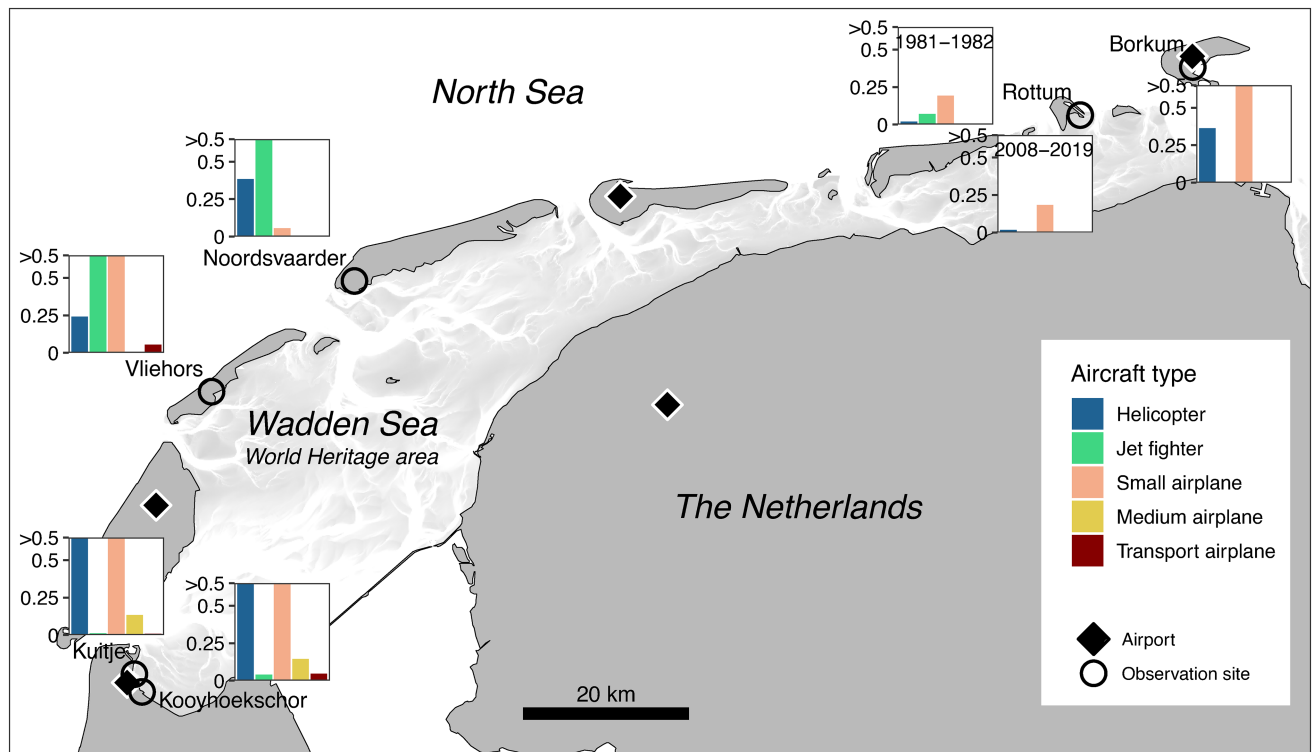 North Sea
>0.5
0.5
0.25
0
1981−1982
Rottum
Borkum
>0.5
0.5
0.25
0
>0.5
0.5
0.25
0
2008−2019
>0.5
0.5
0.25
0
Noordsvaarder
>0.5
0.5
0.25
0
Vliehors
Wadden Sea
World Heritage area
The Netherlands
>0.5
0.5
0.25
0
Kuitje
>0.5
0.5
0.25
0
Kooyhoekschor
20 km
Aircraft type
Helicopter
Jet fighter
Small airplane
Medium airplane
Transport airplane
Airport
Observation site